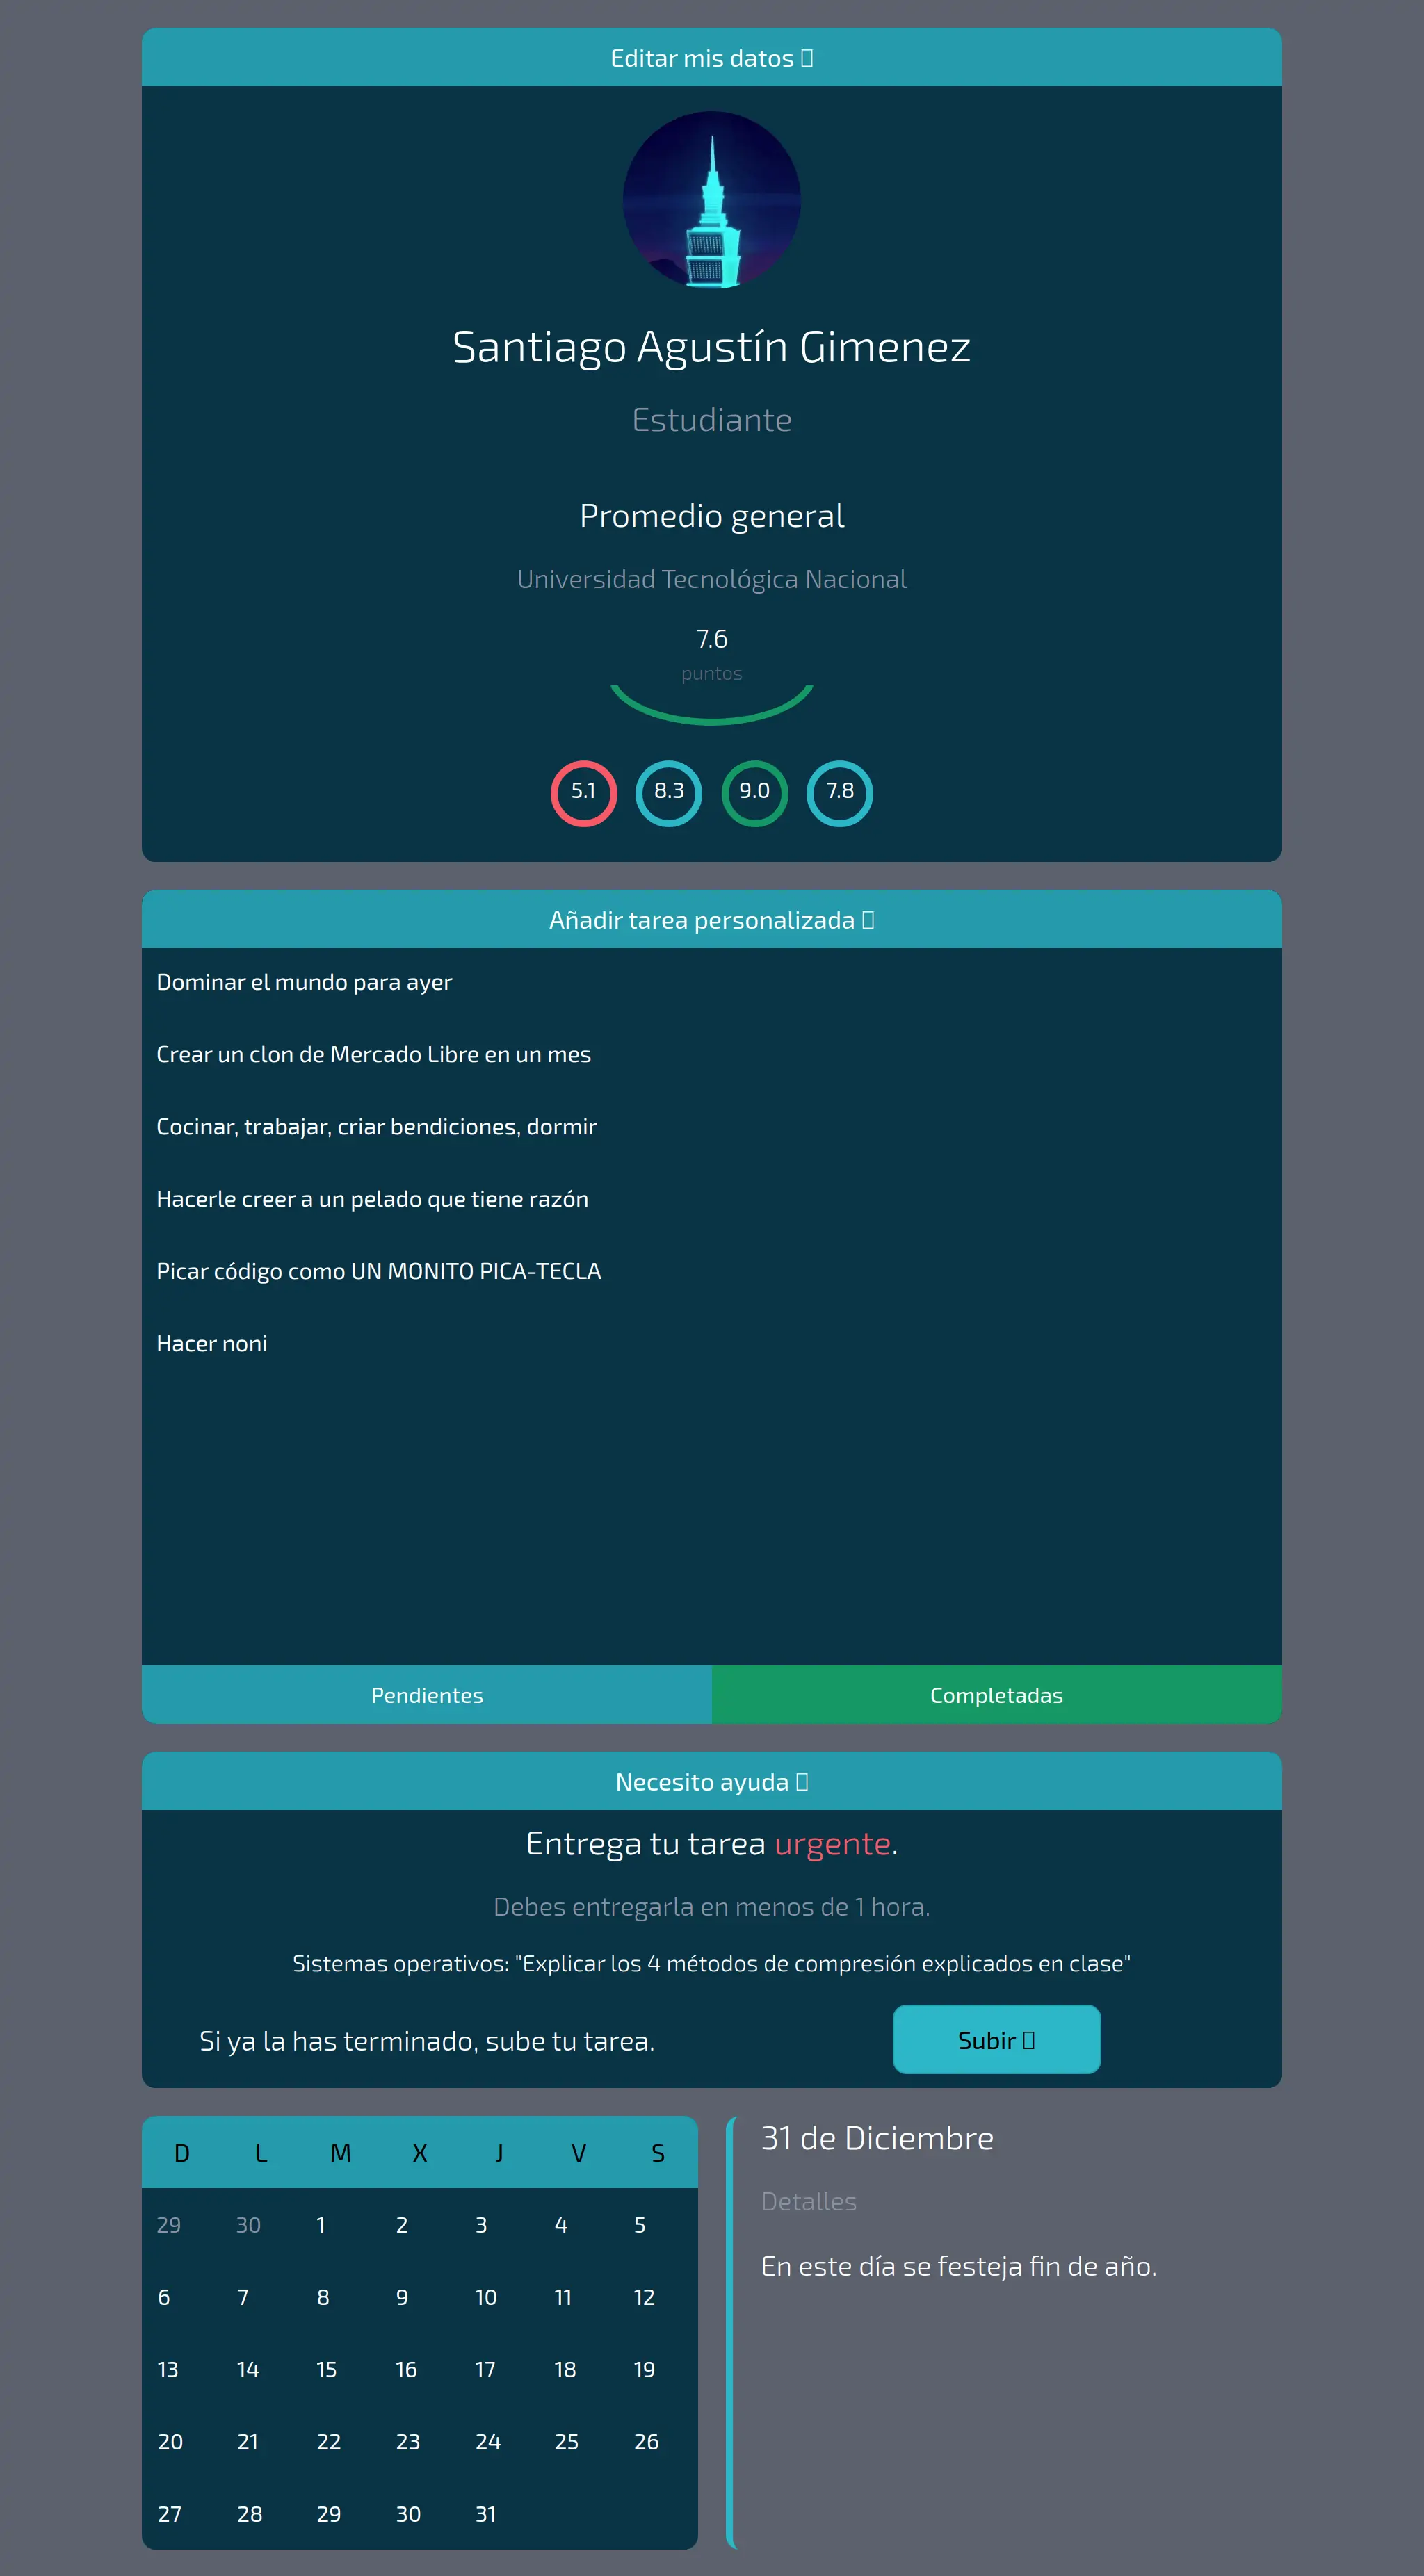 Editar mis datos
Santiago Agustín Gimenez
Estudiante
Promedio general
Universidad Tecnológica Nacional
7.6
puntos
5.1 8.3 9.0 7.8
Añadir tarea personalizada
Dominar el mundo para ayer
Crear un clon de Mercado Libre en un mes
Cocinar, trabajar, criar bendiciones, dormir
Hacerle creer a un pelado que tiene razón
Picar código como UN MONITO PICA-TECLA
Hacer noni
Pendientes Completadas
Necesito ayuda
Entrega tu tarea urgente.
Debes entregarla en menos de 1 hora.
Sistemas operativos: "Explicar los 4 métodos de compresión explicados en clase"
Si ya la has terminado, sube tu tarea. Subir
D L M X J V S
29 30 1 2 3 4 5
6 7 8 9 10 11 12
13 14 15 16 17 18 19
20 21 22 23 24 25 26
27 28 29 30 31
31 de Diciembre
Detalles
En este día se festeja fin de año.